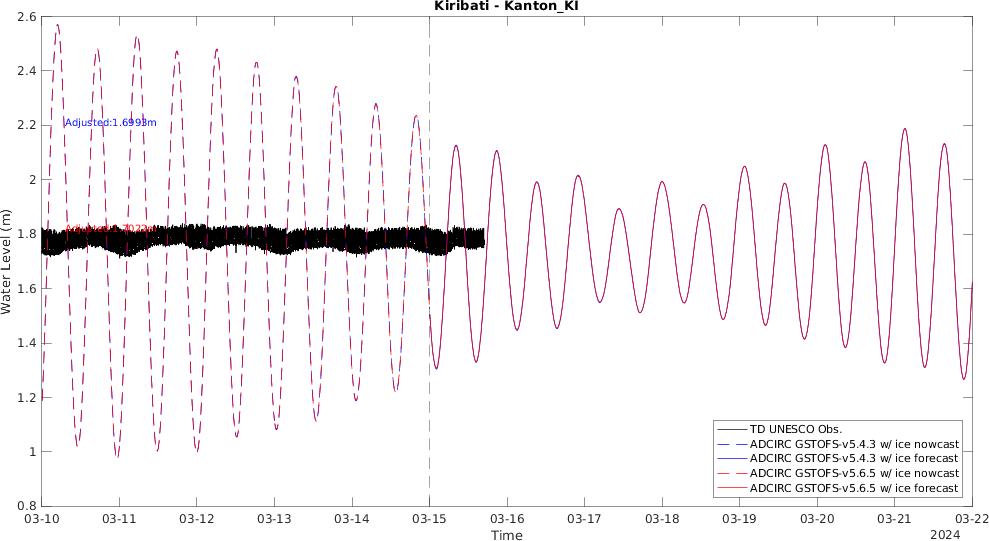 Kiribati - Kanton_KI
2.6
2.4
2.2
2
1.8
1.6
1.4
1.2
1
0.8
Water Level (m)
Adjusted:1.6993m
TD UNESCO Obs.
ADCIRC GSTOFS-v5.4.3 w/ ice nowcast
ADCIRC GSTOFS-v5.4.3 w/ ice forecast
ADCIRC GSTOFS-v5.6.5 w/ ice nowcast
ADCIRC GSTOFS-v5.6.5 w/ ice forecast
03-10 03-11 03-12 03-13 03-14 03-15 03-16 03-17 03-18 03-19 03-20 03-21 03-22
Time
2024